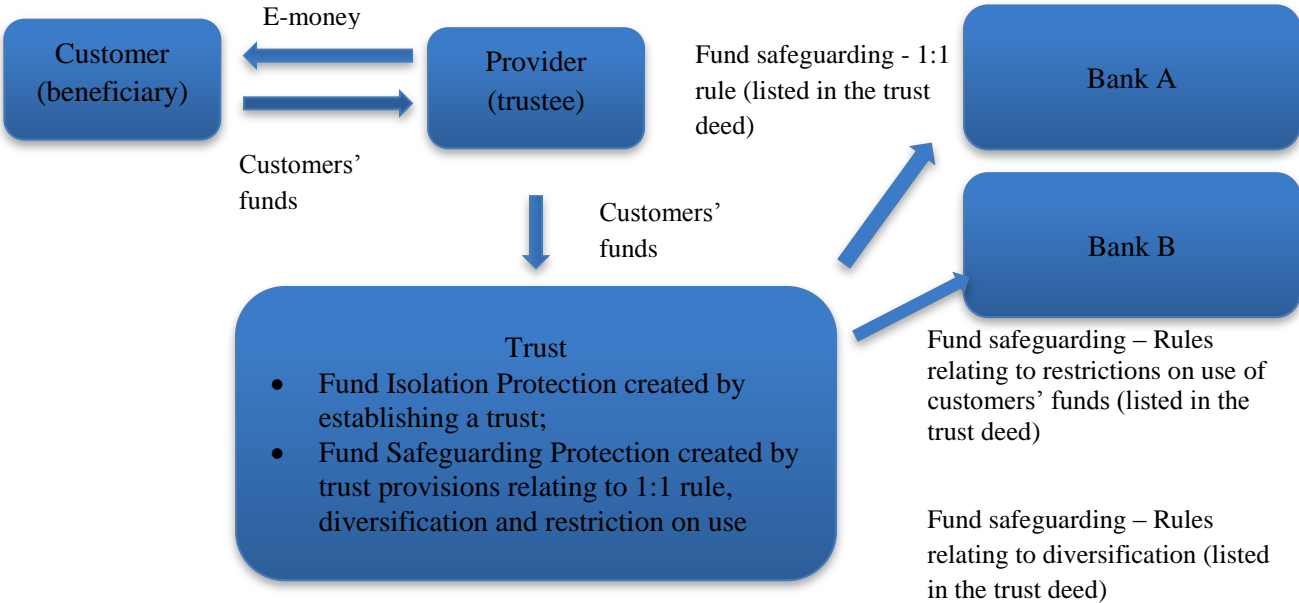 E-money
Customer
(beneficiary)
Provider
(trustee)
Customers’
funds
Customers’
funds
Fund safeguarding - 1:1
rule (listed in the trust
deed)
Bank A
Bank B
Trust
• Fund Isolation Protection created by
establishing a trust;
• Fund Safeguarding Protection created by
trust provisions relating to 1:1 rule,
diversification and restriction on use
Fund safeguarding – Rules
relating to restrictions on use of
customers’ funds (listed in the
trust deed)
Fund safeguarding – Rules
relating to diversification (listed
in the trust deed)